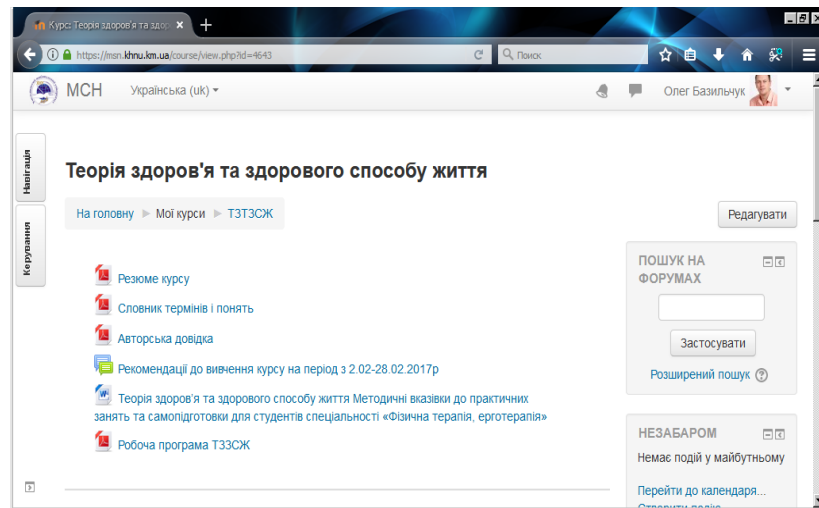 Курс: Теорія здоров'я та здор
https://msn.khnu.km.ua/course/view.php?id=4643
Поиск
МСН
Українська (uk)
Олег Базильчук
Навігація
Керування
Теорія здоров'я та здорового способу життя
На головну
Мої курси
ТЗТЗСЖ
Редагувати
Резюме курсу
Словник термінів і понять
Авторська довідка
Рекомендації до вивчення курсу на період з 2.02-28.02.2017р
Теорія здоров'я та здорового способу життя Методичні вказівки до практичних
занять та самопідготовки для студентів спеціальності «Фізична терапія, ерготерапія»
Робоча програма ТЗЗСЖ
ПОШУК НА
ФОРУМАХ
Застосувати
Розширений пошук
НЕЗАБАРОМ
Немає подій у майбутньому
Перейти до календаря...